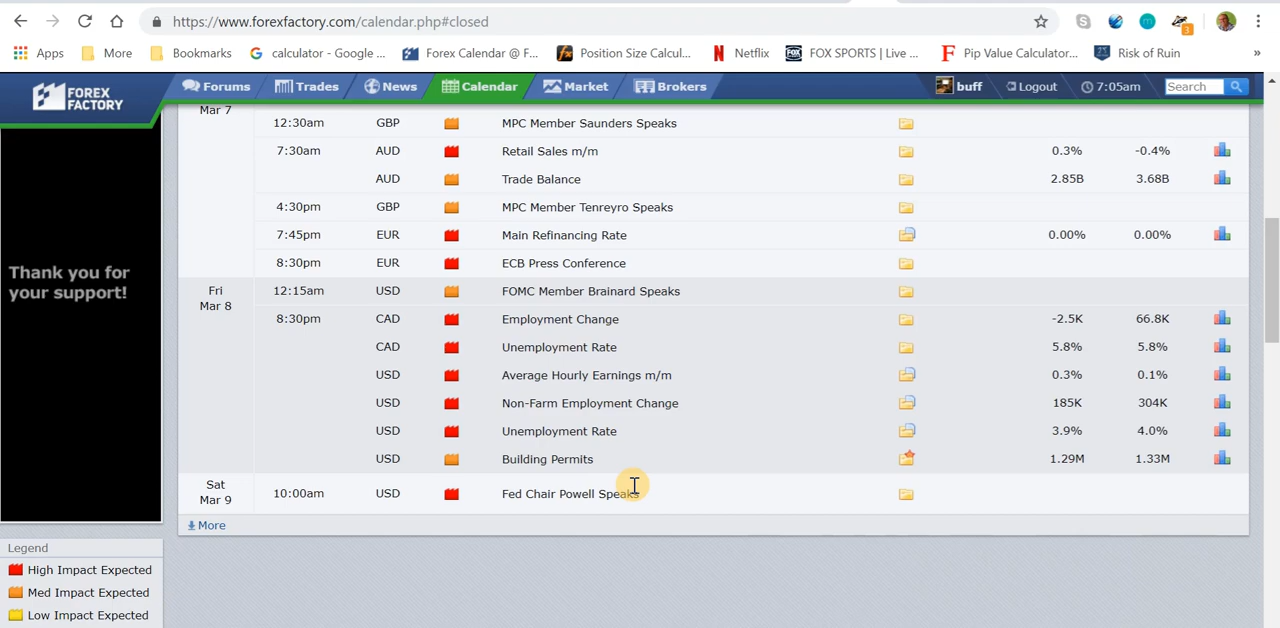 https://www.forexfactory.com/calendar.php#closed
Apps More Bookmarks calculator - Google ... Forex Calendar @ F... Position Size Calcul... Netflix FOX SPORTS | Live ... Pip Value Calculator... Risk of Ruin »
FOREX FACTORY Forums Trades News Calendar Market Brokers buff Logout 7:05am Search
Mar 7
12:30am GBP MPC Member Saunders Speaks
7:30am AUD Retail Sales m/m 0.3% -0.4%
AUD Trade Balance 2.85B 3.68B
4:30pm GBP MPC Member Tenreyro Speaks
7:45pm EUR Main Refinancing Rate 0.00% 0.00%
8:30pm EUR ECB Press Conference
Fri Mar 8 12:15am USD FOMC Member Brainard Speaks
8:30pm CAD Employment Change -2.5K 66.8K
CAD Unemployment Rate 5.8% 5.8%
USD Average Hourly Earnings m/m 0.3% 0.1%
USD Non-Farm Employment Change 185K 304K
USD Unemployment Rate 3.9% 4.0%
USD Building Permits 1.29M 1.33M
Sat Mar 9 10:00am USD Fed Chair Powell Speaks
More
Thank you for
your support!
Legend
High Impact Expected
Med Impact Expected
Low Impact Expected